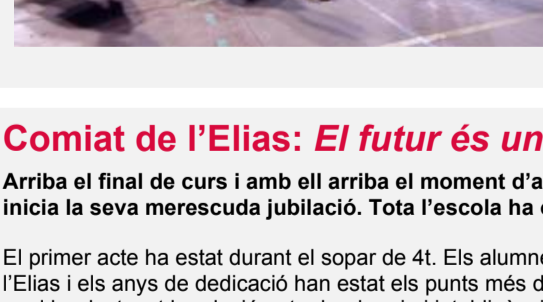 Comiat de l’Elias: El futur és un
Arriba el final de curs i amb ell arriba el moment d’a
inicia la seva merescuda jubilació. Tota l’escola ha
El primer acte ha estat durant el sopar de 4t. Els alumne
l’Elias i els anys de dedicació han estat els punts més d